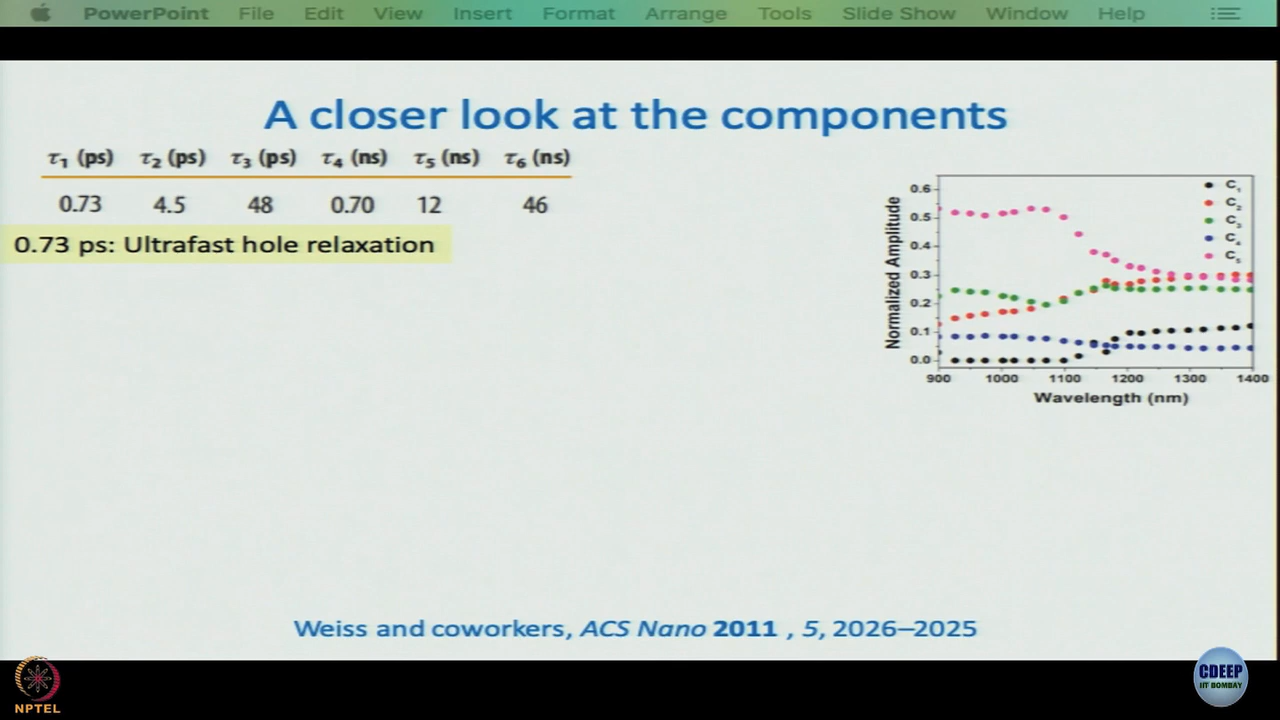 PowerPoint File Edit View Insert Format Arrange Tools Slide Show Window Help
A closer look at the components
τ1 (ps) τ2 (ps) τ3 (ps) τ4 (ns) τ5 (ns) τ6 (ns)
0.73 4.5 48 0.70 12 46
0.73 ps: Ultrafast hole relaxation
Normalized Amplitude
0.6
0.5
0.4
0.3
0.2
0.1
0.0
C1
C2
C3
C4
C5
900 1000 1100 1200 1300 1400
Wavelength (nm)
Weiss and coworkers, ACS Nano 2011 , 5, 2026–2025
NPTEL
CDEEP
IIT BOMBAY